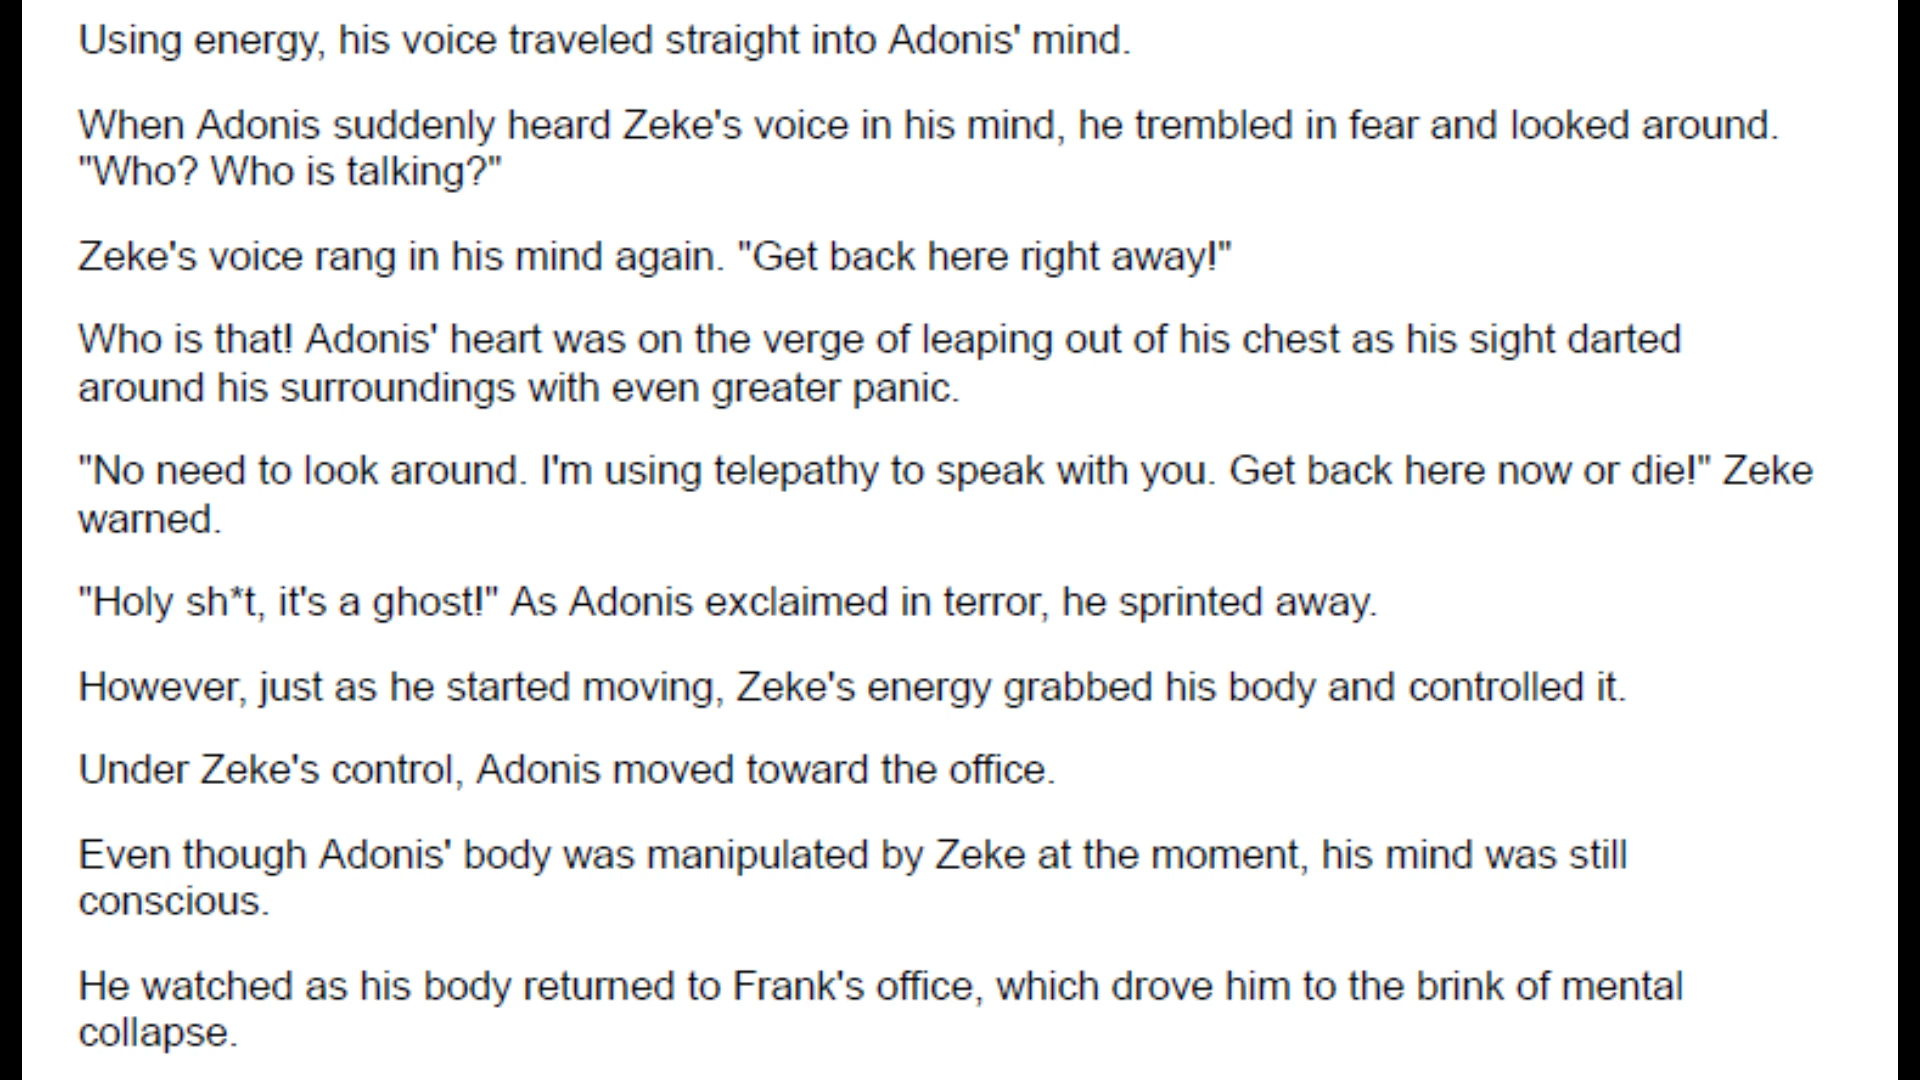 Using energy, his voice traveled straight into Adonis' mind.
When Adonis suddenly heard Zeke's voice in his mind, he trembled in fear and looked around.
"Who? Who is talking?"
Zeke's voice rang in his mind again. "Get back here right away!"
Who is that! Adonis' heart was on the verge of leaping out of his chest as his sight darted
around his surroundings with even greater panic.
"No need to look around. I'm using telepathy to speak with you. Get back here now or die!" Zeke
warned.
"Holy sh*t, it's a ghost!" As Adonis exclaimed in terror, he sprinted away.
However, just as he started moving, Zeke's energy grabbed his body and controlled it.
Under Zeke's control, Adonis moved toward the office.
Even though Adonis' body was manipulated by Zeke at the moment, his mind was still
conscious.
He watched as his body returned to Frank's office, which drove him to the brink of mental
collapse.